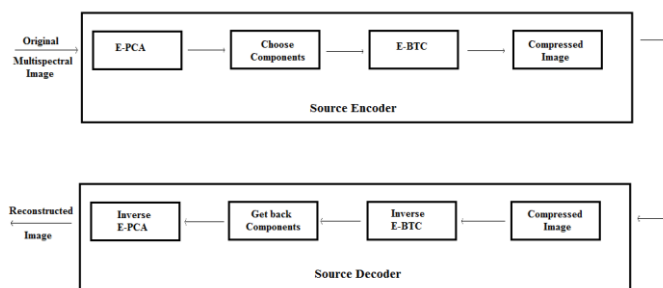 Original
Multispectral
Image
E-PCA
Choose
Components
E-BTC
Compressed
Image
Source Encoder
Reconstructed
Image
Inverse
E-PCA
Get back
Components
Inverse
E-BTC
Compressed
Image
Source Decoder